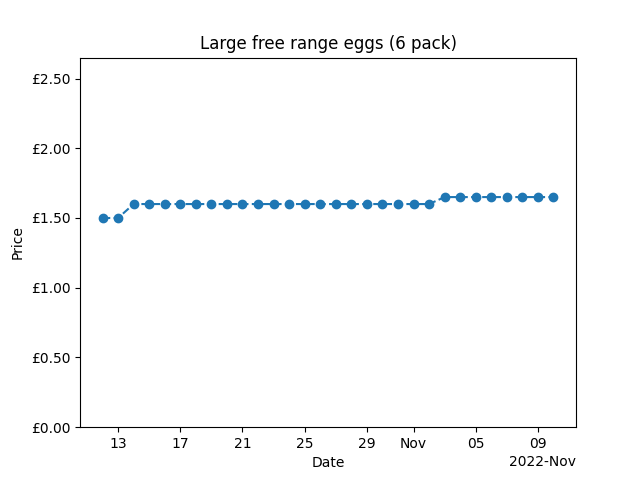 Large free range eggs (6 pack)
£2.50
£2.00
£1.50
£1.00
£0.50
£0.00
Price
13 17 21 25 29 Nov 05 09
Date
2022-Nov